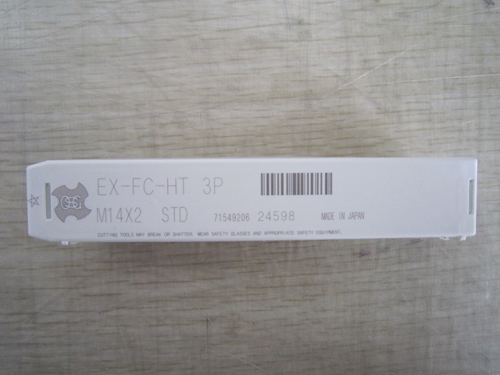 EX-FC-HT 3P
M14X2 STD 71549206 24598 MADE IN JAPAN
CUTTING TOOLS MAY BREAK OR SHATTER. WEAR SAFETY GLASSES AND APPROPRIATE SAFETY EQUIPMENT.